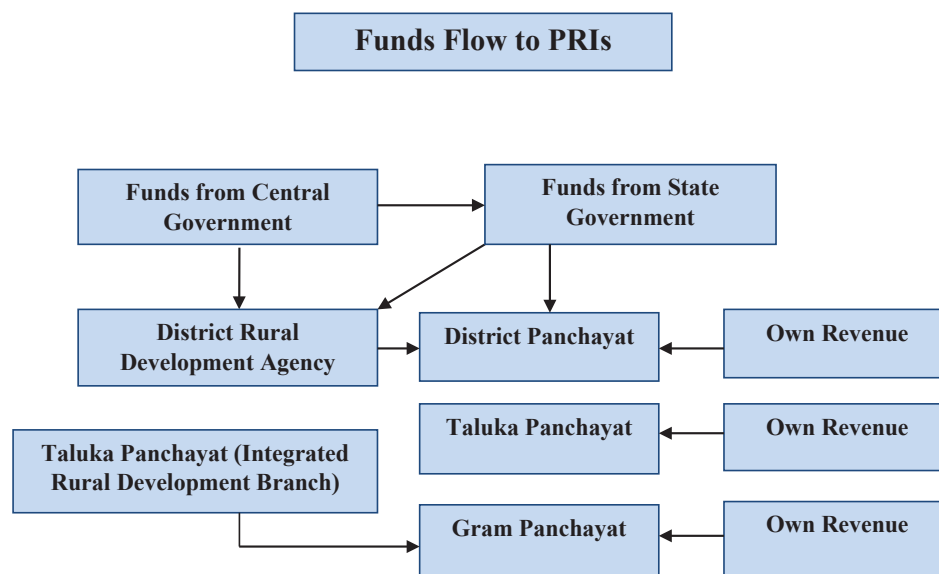 Funds Flow to PRIs
Funds from Central
Government
Funds from State
Government
District Rural
Development Agency
District Panchayat
Own Revenue
Taluka Panchayat (Integrated
Rural Development Branch)
Taluka Panchayat
Own Revenue
Gram Panchayat
Own Revenue